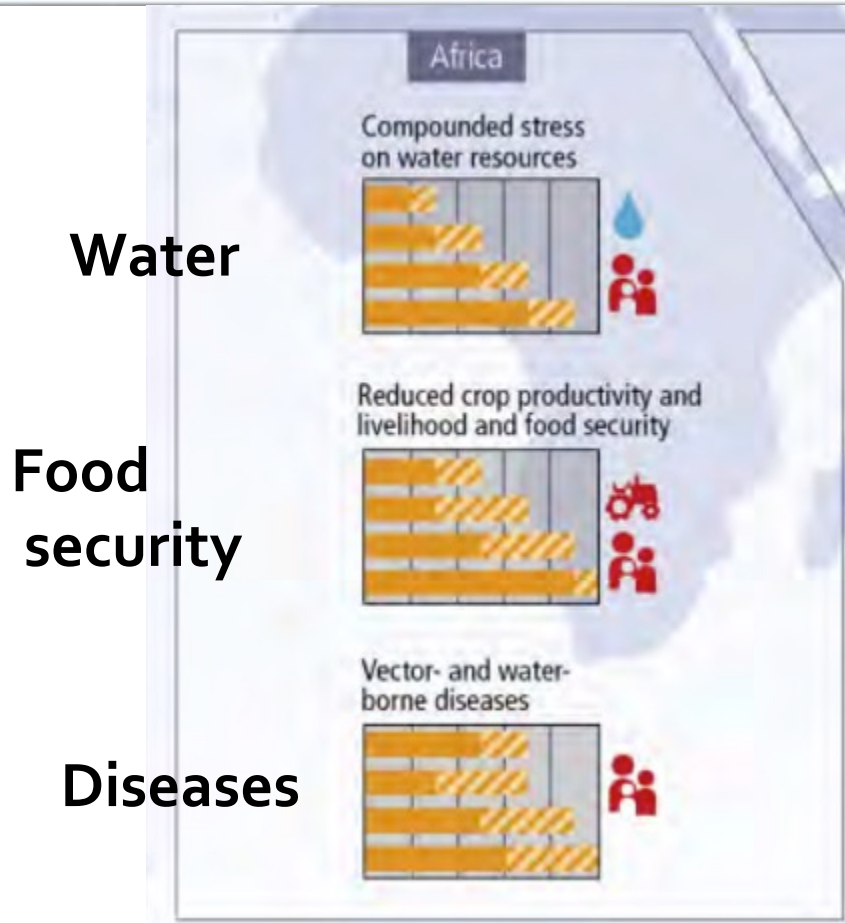 Africa
Compounded stress
on water resources
Water
Reduced crop productivity and
livelihood and food security
Food
security
Vector- and water-
borne diseases
Diseases